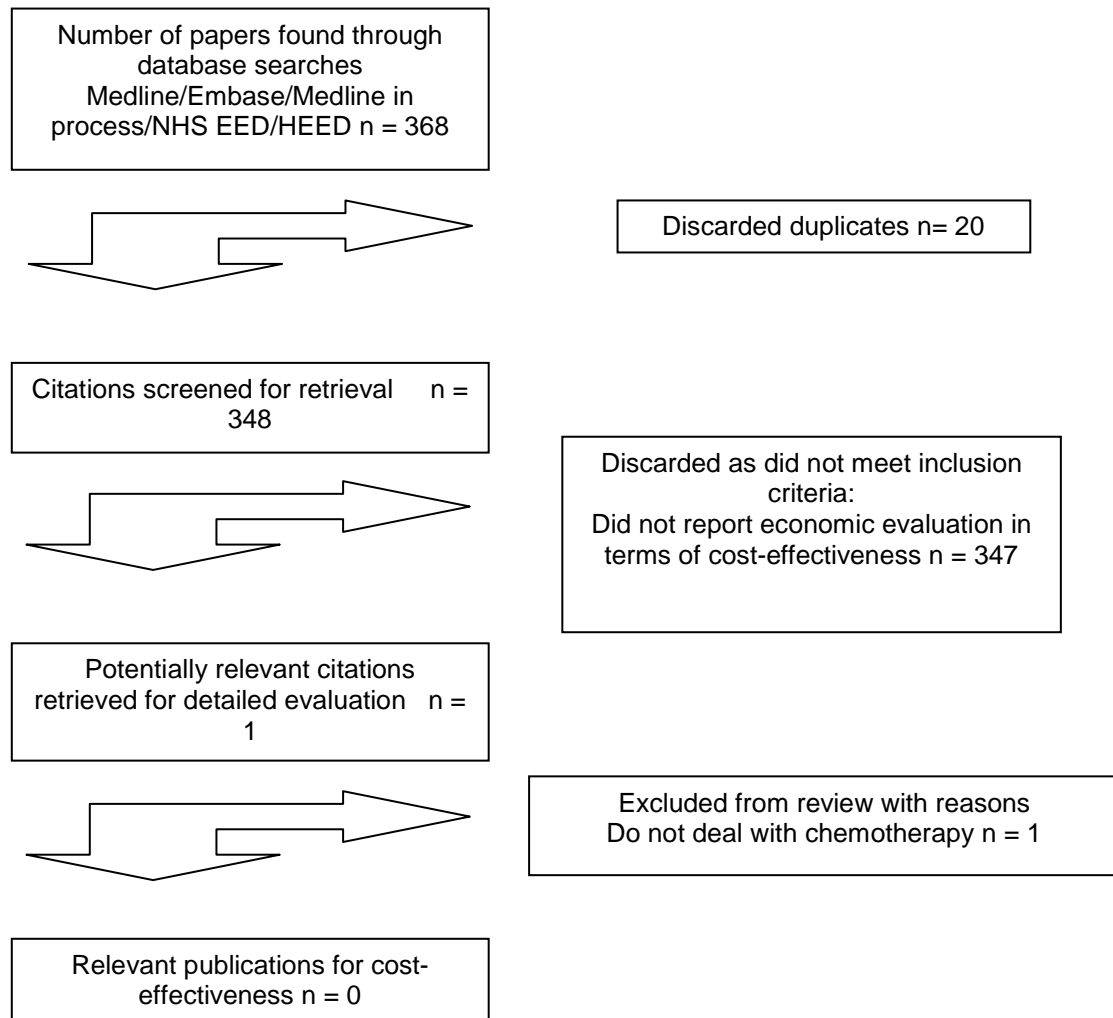 Number of papers found through
database searches
Medline/Embase/Medline in
process/NHS EED/HEED n = 368
Discarded duplicates n= 20
Citations screened for retrieval n =
348
Discarded as did not meet inclusion
criteria:
Did not report economic evaluation in
terms of cost-effectiveness n = 347
Potentially relevant citations
retrieved for detailed evaluation n =
1
Excluded from review with reasons
Do not deal with chemotherapy n = 1
Relevant publications for cost-
effectiveness n = 0